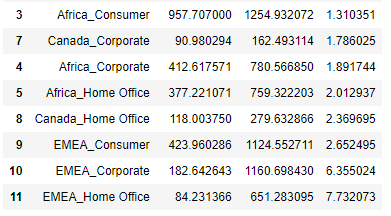 3 Africa_Consumer 957.707000 1254.932072 1.310351
7 Canada_Corporate 90.980294 162.493114 1.786025
4 Africa_Corporate 412.617571 780.566850 1.891744
5 Africa_Home Office 377.221071 759.322203 2.012937
8 Canada_Home Office 118.003750 279.632866 2.369695
9 EMEA_Consumer 423.960286 1124.552711 2.652495
10 EMEA_Corporate 182.642643 1160.698430 6.355024
11 EMEA_Home Office 84.231366 651.283095 7.732073